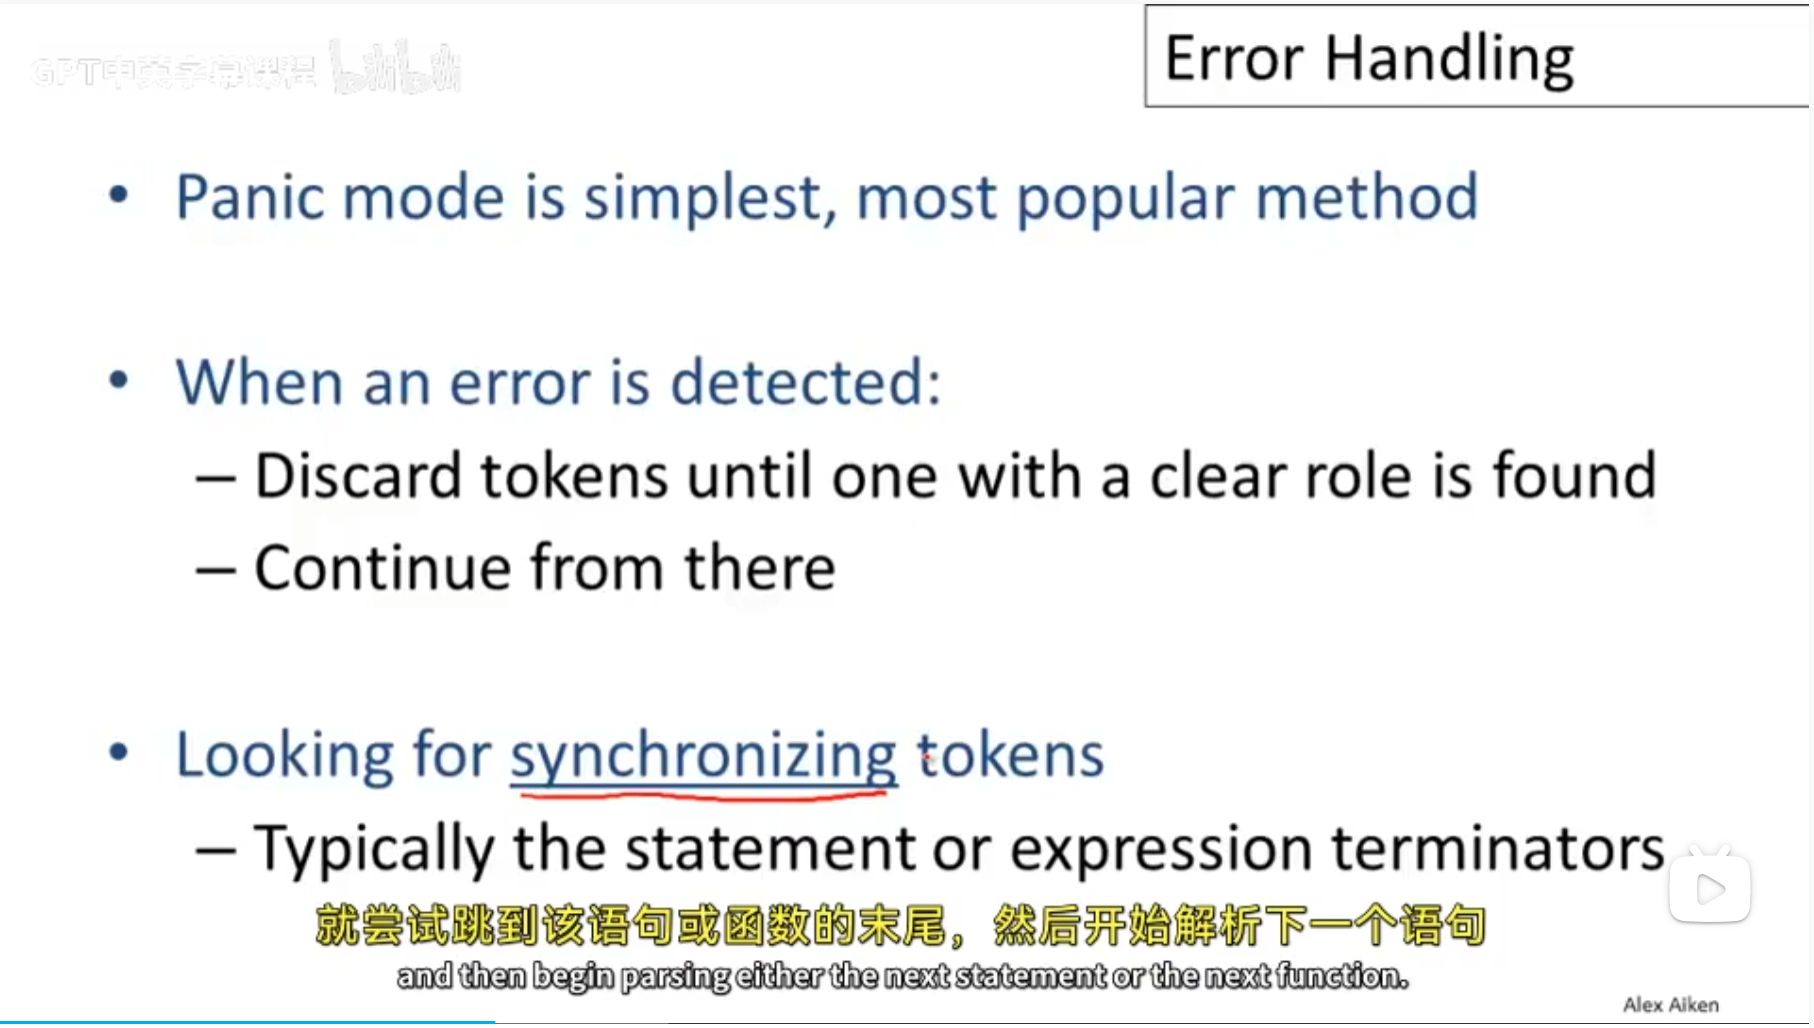 GPT中英字幕课程 bilibili
Error Handling
• Panic mode is simplest, most popular method
• When an error is detected:
– Discard tokens until one with a clear role is found
– Continue from there
• Looking for synchronizing tokens
– Typically the statement or expression terminators
就尝试跳到该语句或函数的末尾，然后开始解析下一个语句
and then begin parsing either the next statement or the next function.
Alex Aiken